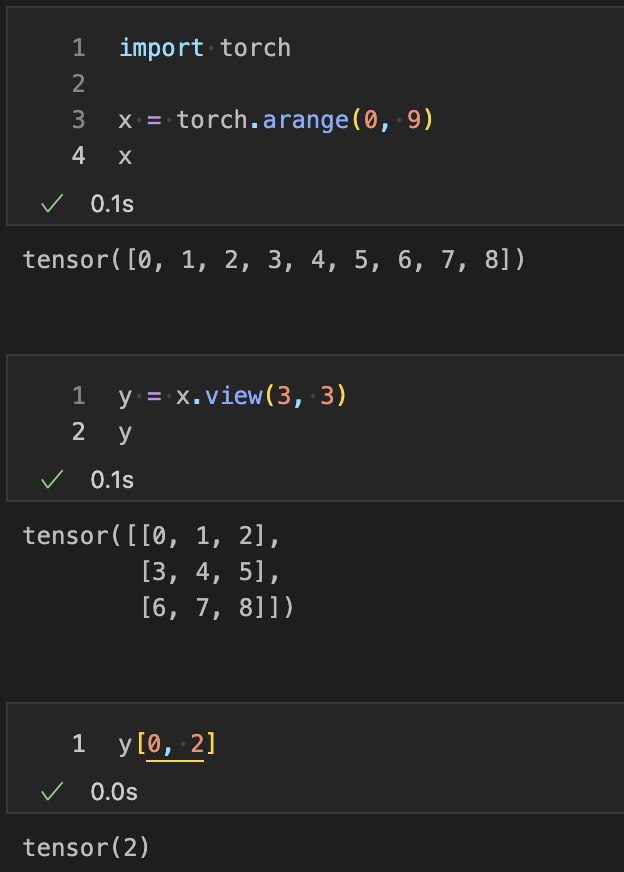 1 import torch
2
3 x = torch.arange(0, 9)
4 x
0.1s
tensor([0, 1, 2, 3, 4, 5, 6, 7, 8])
1 y = x.view(3, 3)
2 y
0.1s
tensor([[0, 1, 2],
[3, 4, 5],
[6, 7, 8]])
1 y[0, 2]
0.0s
tensor(2)